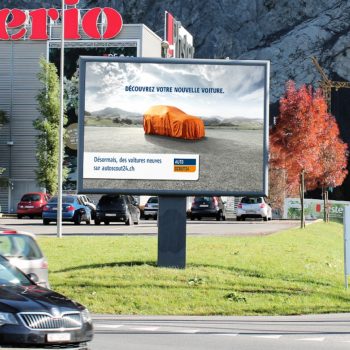 erio
DÉCOUVREZ VOTRE NOUVELLE VOITURE.
Désormais, des voitures neuves
sur autoscout24.ch
AUTO
SCOUT24